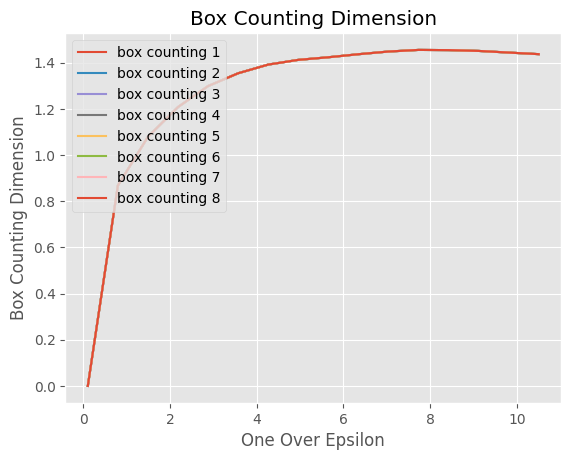 Box Counting Dimension
box counting 1
box counting 2
box counting 3
box counting 4
box counting 5
box counting 6
box counting 7
box counting 8
Box Counting Dimension
1.4
1.2
1.0
0.8
0.6
0.4
0.2
0.0
0 2 4 6 8 10
One Over Epsilon